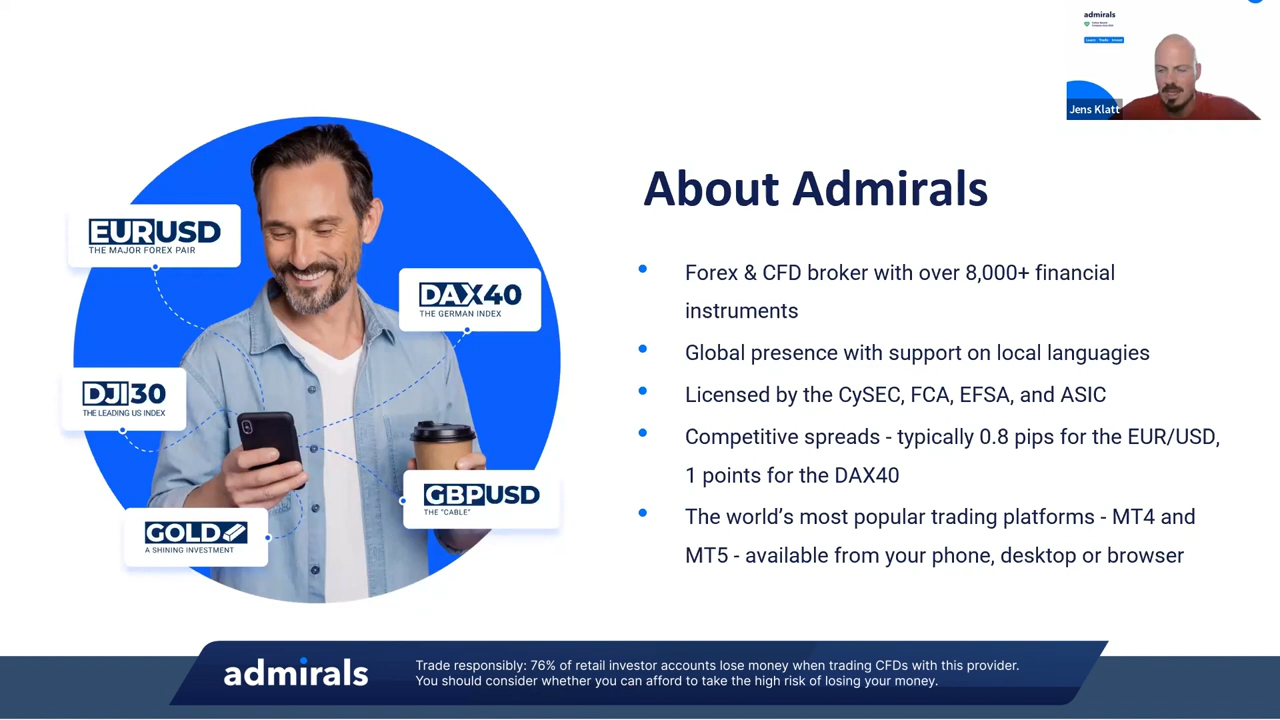 admirals
Learn Trade Invest
Jens Klatt
About Admirals
EURUSD
THE MAJOR FOREX PAIR
DAX40
THE GERMAN INDEX
DJI30
THE LEADING US INDEX
GBPUSD
THE "CABLE"
GOLD
A SHINING INVESTMENT
Forex & CFD broker with over 8,000+ financial
instruments
Global presence with support on local languagies
Licensed by the CySEC, FCA, EFSA, and ASIC
Competitive spreads - typically 0.8 pips for the EUR/USD,
1 points for the DAX40
The world’s most popular trading platforms - MT4 and
MT5 - available from your phone, desktop or browser
admirals
Trade responsibly: 76% of retail investor accounts lose money when trading CFDs with this provider.
You should consider whether you can afford to take the high risk of losing your money.